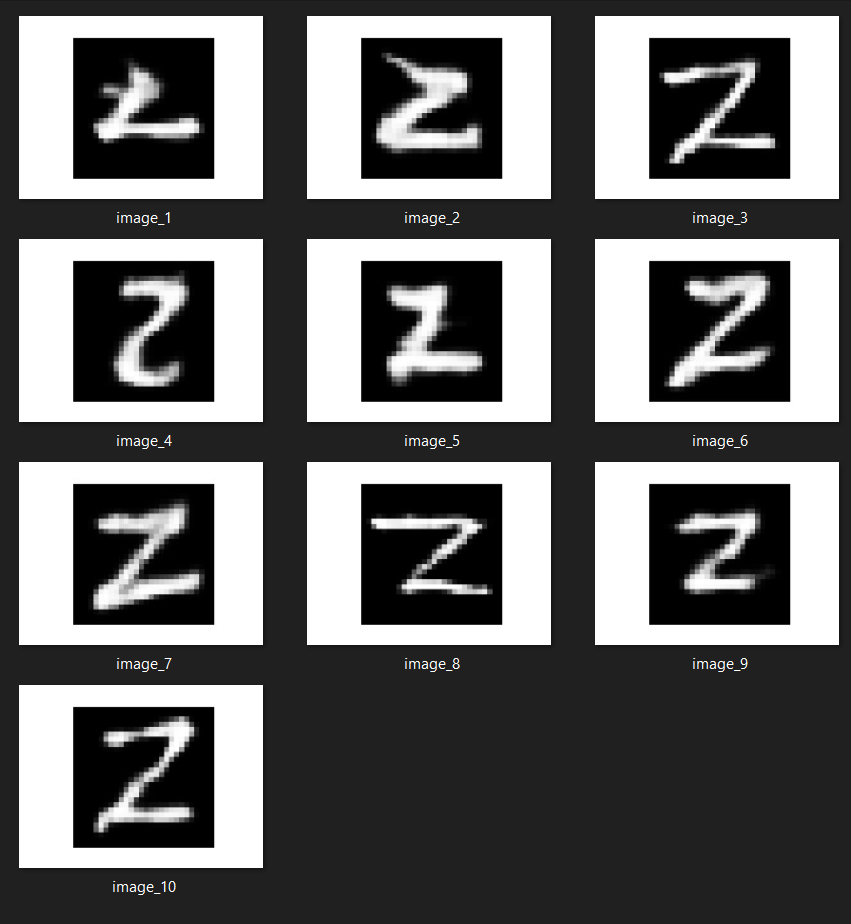 Z Z Z
image_1 image_2 image_3
Z Z Z
image_4 image_5 image_6
Z Z Z
image_7 image_8 image_9
Z
image_10